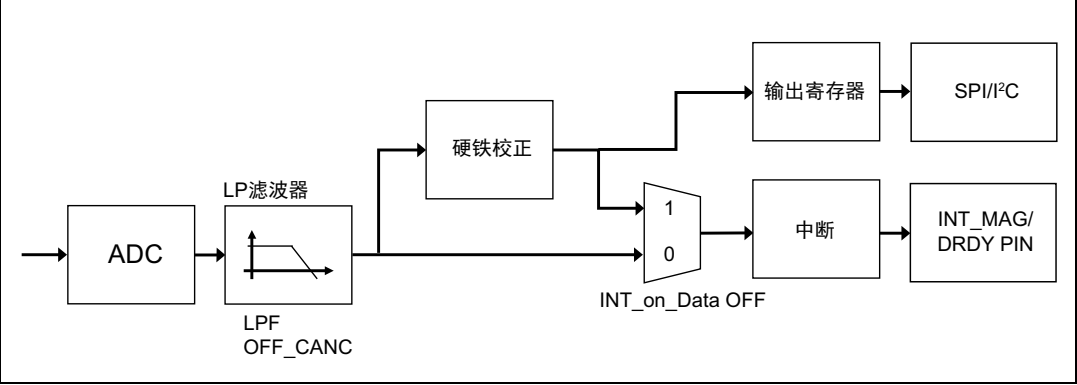 输出寄存器
SPI/I²C
硬铁校正
LP滤波器
ADC
1
0
中断
INT_MAG/
DRDY PIN
INT_on_Data OFF
LPF
OFF_CANC